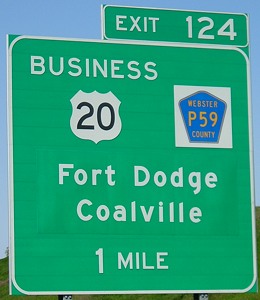 EXIT 124
BUSINESS
20
WEBSTER
P59
COUNTY
Fort Dodge
Coalville
1 MILE